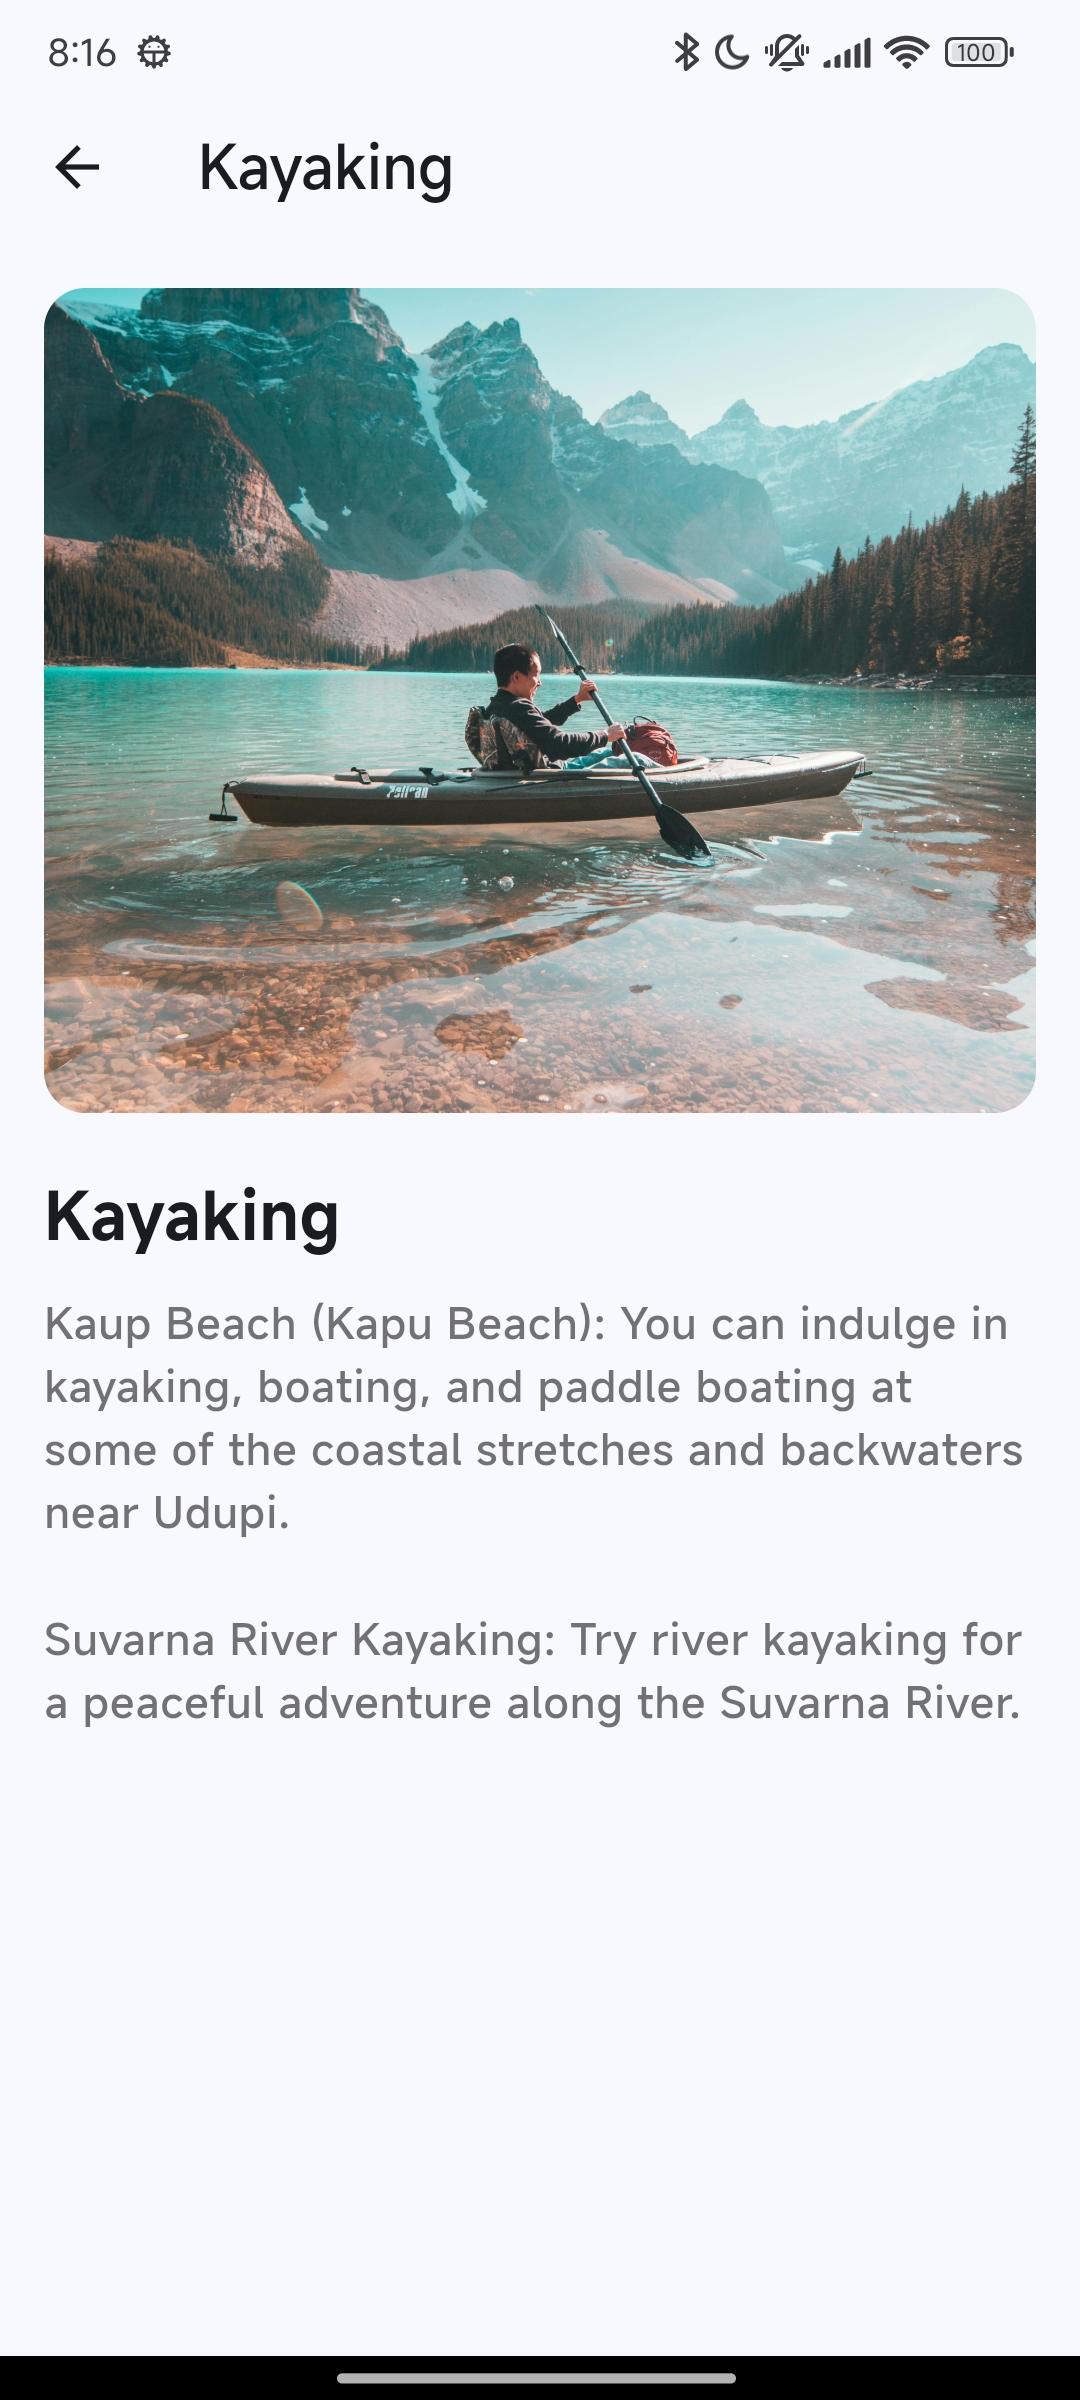 8:16
100
Kayaking
Pelican
Kayaking
Kaup Beach (Kapu Beach): You can indulge in
kayaking, boating, and paddle boating at
some of the coastal stretches and backwaters
near Udupi.
Suvarna River Kayaking: Try river kayaking for
a peaceful adventure along the Suvarna River.